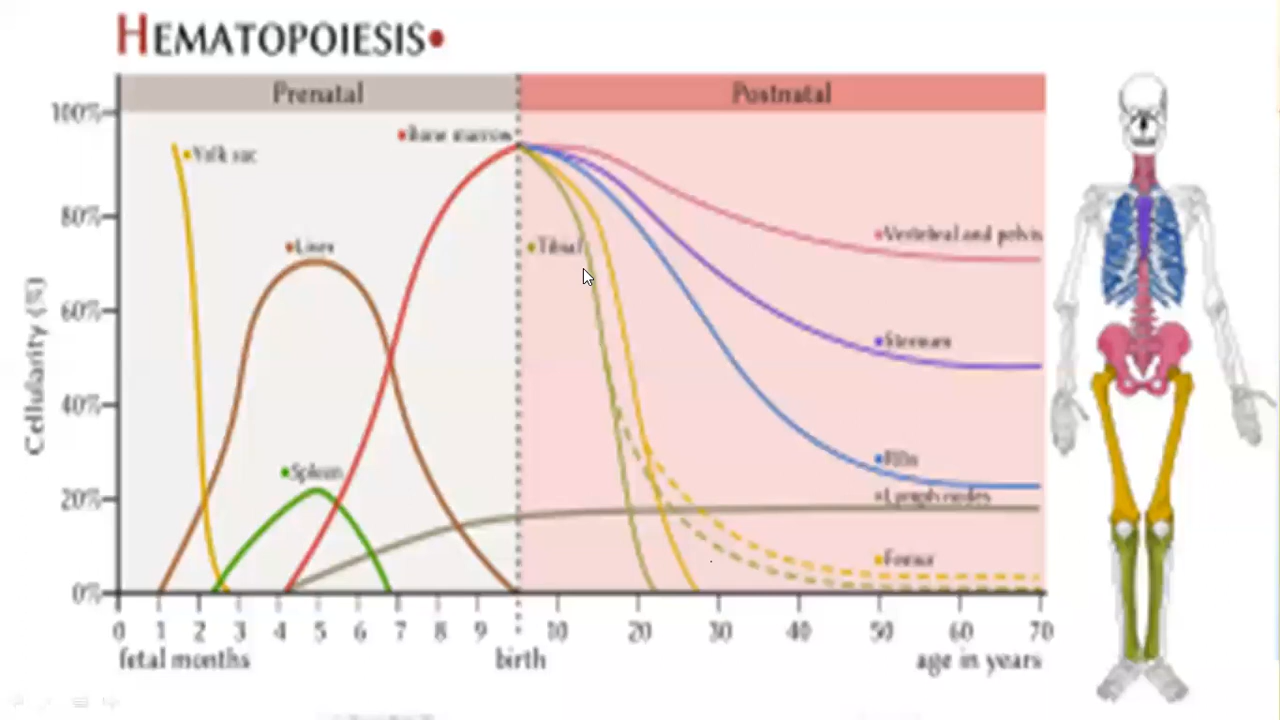 HEMATOPOIESIS
Prenatal
Postnatal
100%
80%
60%
40%
20%
0%
Cellularity (%)
Yolk sac
Liver
Spleen
Bone marrow
Tibial
Vertebral and pelvis
Sternum
Ribs
Lymph nodes
Femur
0 1 2 3 4 5 6 7 8 9 10 20 30 40 50 60 70
fetal months birth age in years